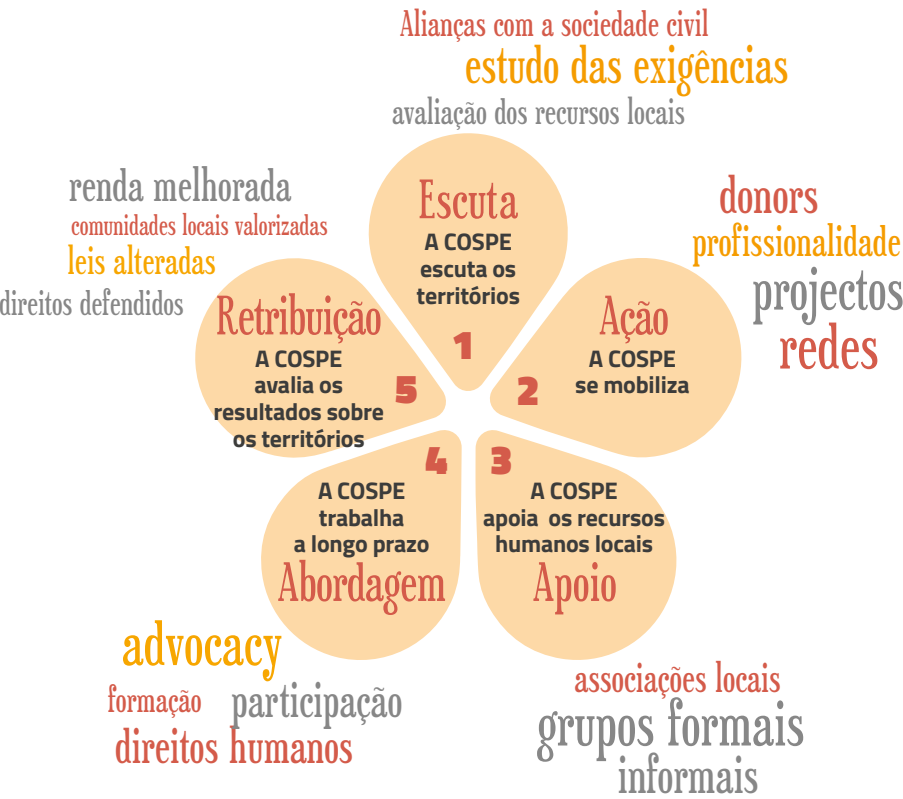 Alianças com a sociedade civil
estudo das exigências
avaliação dos recursos locais
Escuta
A COSPE
escuta os
territórios
1
donors
profissionalidade
projectos
redes
Ação
A COSPE
se mobiliza
2
3
A COSPE
apoia os recursos
humanos locais
Apoio
associações locais
grupos formais
informais
4
A COSPE
trabalha
a longo prazo
Abordagem
advocacy
formação participação
direitos humanos
renda melhorada
comunidades locais valorizadas
leis alteradas
direitos defendidos
Retribuição
A COSPE
avalia os
resultados sobre
os territórios
5